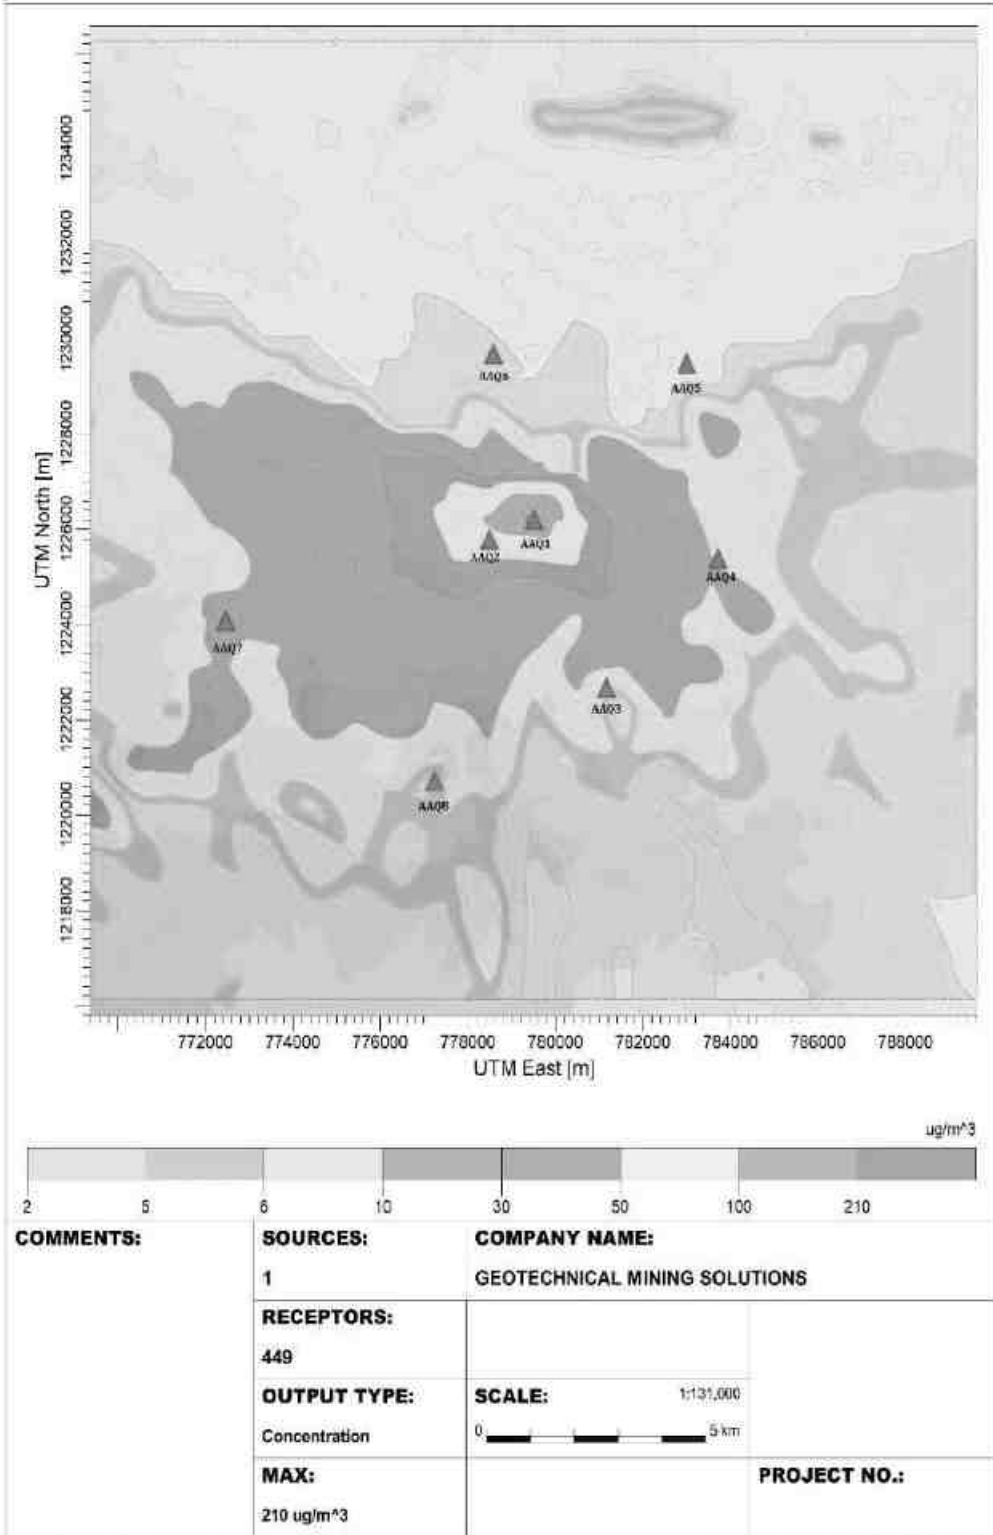 1234000
1232000
1230000
1228000
1226000
1224000
1222000
1220000
1218000
UTM North [m]
AAQ6
AAQ5
AAQ1
AAQ2
AAQ4
AAQ7
AAQ3
AAQ8
772000 774000 776000 778000 780000 782000 784000 786000 788000
UTM East [m]
ug/m^3
2 5 6 10 30 50 100 210
COMMENTS:
SOURCES:
1
COMPANY NAME:
GEOTECHNICAL MINING SOLUTIONS
RECEPTORS:
449
OUTPUT TYPE:
Concentration
SCALE: 1:131,000
0 5 km
MAX:
210 ug/m^3
PROJECT NO.: